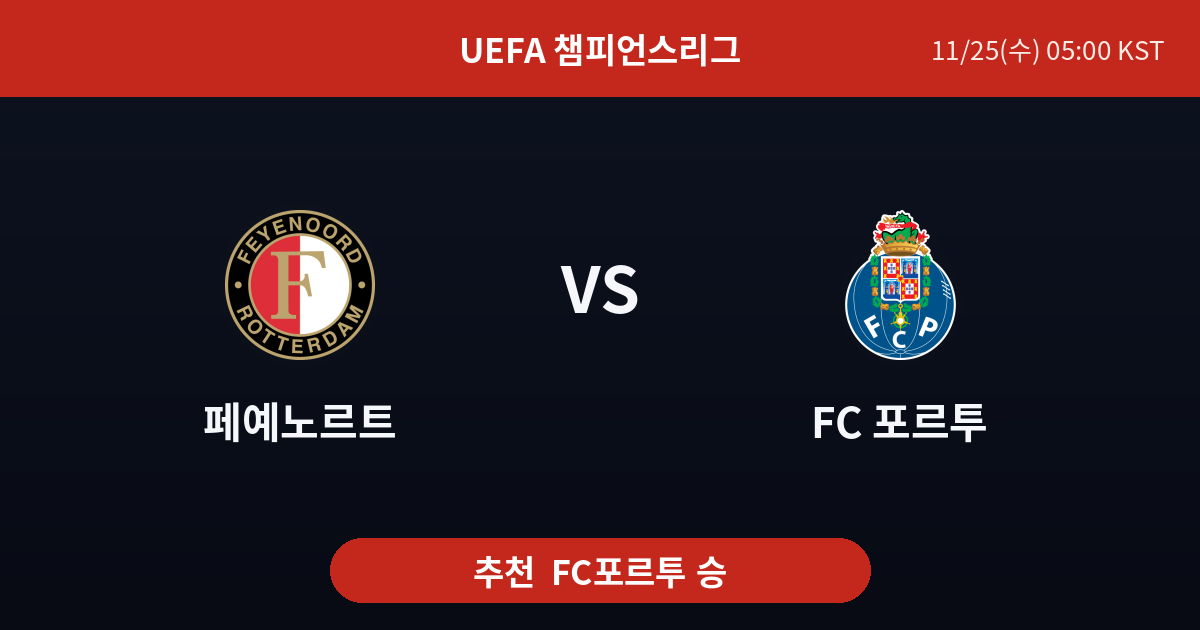 UEFA 챔피언스리그
11/25(수) 05:00 KST
FEYENOORD
F
ROTTERDAM
VS
F C P
페예노르트
FC 포르투
추천 FC포르투 승